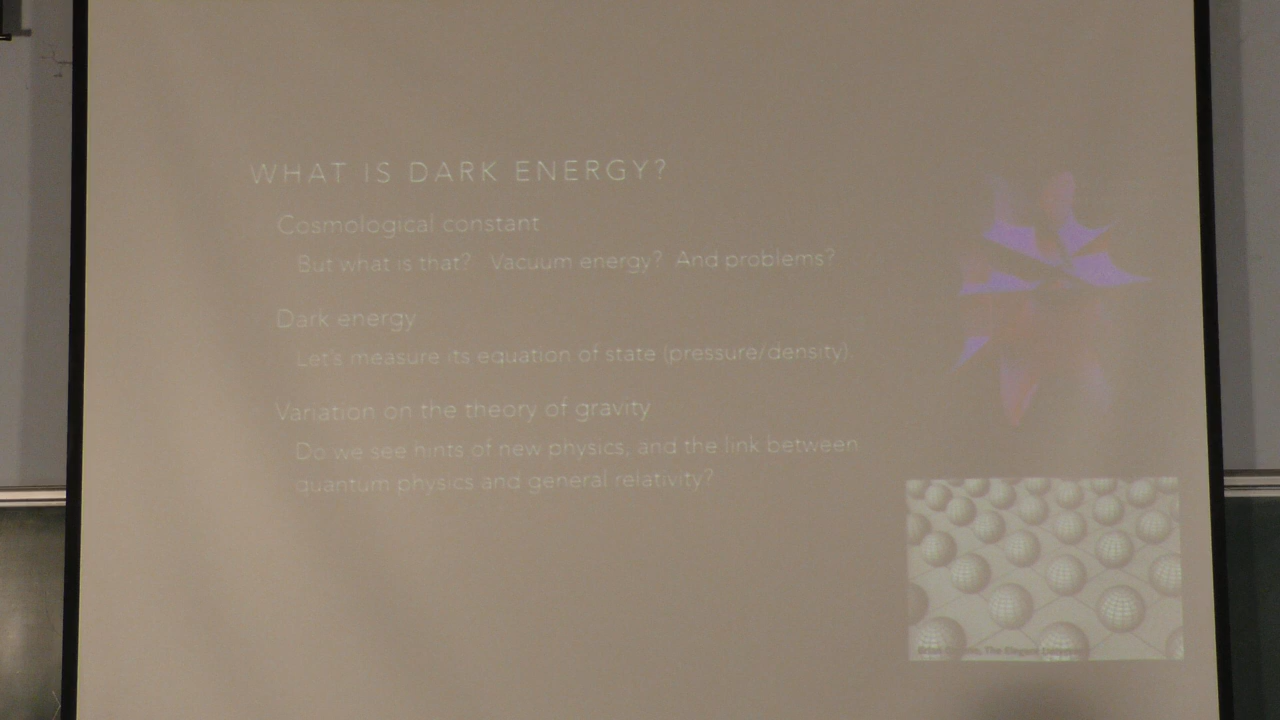 WHAT IS DARK ENERGY?
Cosmological constant
But what is that? Vacuum energy? And problems?
Dark energy
Let's measure its equation of state (pressure/density).
Variation on the theory of gravity
Do we see hints of new physics, and the link between
quantum physics and general relativity?
The Elegant